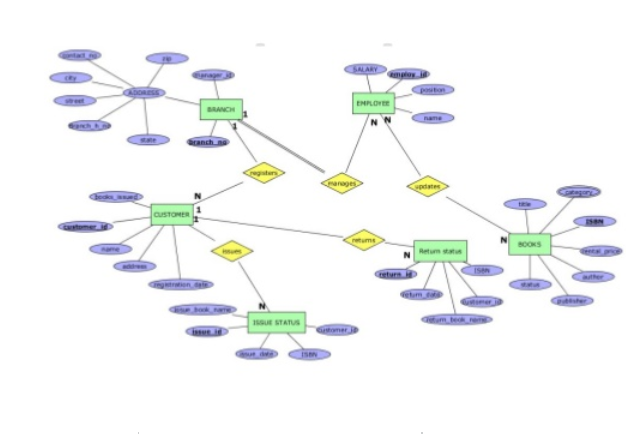 contact_no
zip
city
ADDRESS
street
Branch_h_no
state
manager_id
BRANCH
1
1
branch_no
SALARY
employ_id
position
EMPLOYEE
name
N
N
registers
manages
updates
books_issued
N
CUSTOMER
1
1
customer_id
name
address
registration_date
issues
returns
N
Return status
return_id
ISBN
return_date
customer_id
return_book_name
category
title
ISBN
N
BOOKS
rental_price
author
status
publisher
N
issue_book_name
ISSUE STATUS
customer_id
issue_id
issue_date
ISBN